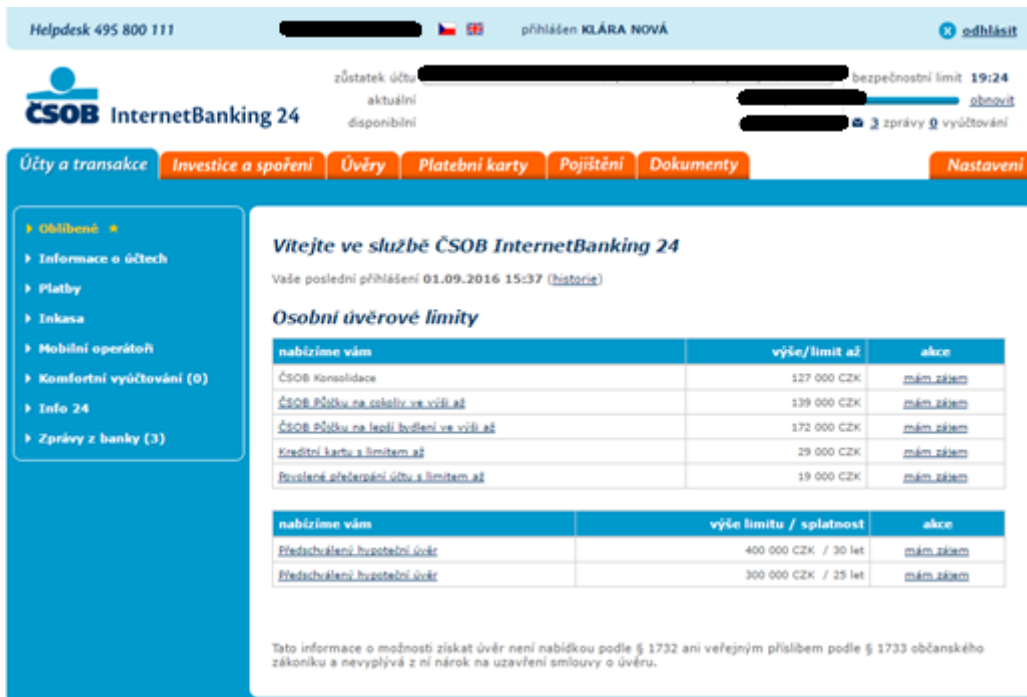 Helpdesk 495 800 111
přihlášen KLÁRA NOVÁ
odhlásit
ČSOB InternetBanking 24
zůstatek účtu
aktuální
disponibilní
bezpečnostní limit 19:24
obnovit
3 zprávy 0 vyúčtování
Účty a transakce Investice a spoření Úvěry Platební karty Pojištění Dokumenty Nastavení
Oblíbené
Informace o účtech
Platby
Inkasa
Mobilní operátoři
Komfortní vyúčtování (0)
Info 24
Zprávy z banky (3)
Vítejte ve službě ČSOB InternetBanking 24
Vaše poslední přihlášení 01.09.2016 15:37 (historie)
Osobní úvěrové limity
nabízíme vám výše/limit až akce
ČSOB Konsolidace 127 000 CZK mám zájem
ČSOB Půjčku na cokoliv ve výši až 139 000 CZK mám zájem
ČSOB Půjčku na lepší bydlení ve výši až 172 000 CZK mám zájem
Kreditní kartu s limitem až 29 000 CZK mám zájem
Povolené přečerpání účtu s limitem až 19 000 CZK mám zájem
nabízíme vám výše limitu / splatnost akce
Předschválený hypoteční úvěr 400 000 CZK / 30 let mám zájem
Předschválený hypoteční úvěr 300 000 CZK / 25 let mám zájem
Tato informace o možnosti získat úvěr není nabídkou podle § 1732 ani veřejným příslibem podle § 1733 občanského
zákoníku a nevyplývá z ní nárok na uzavření smlouvy o úvěru.